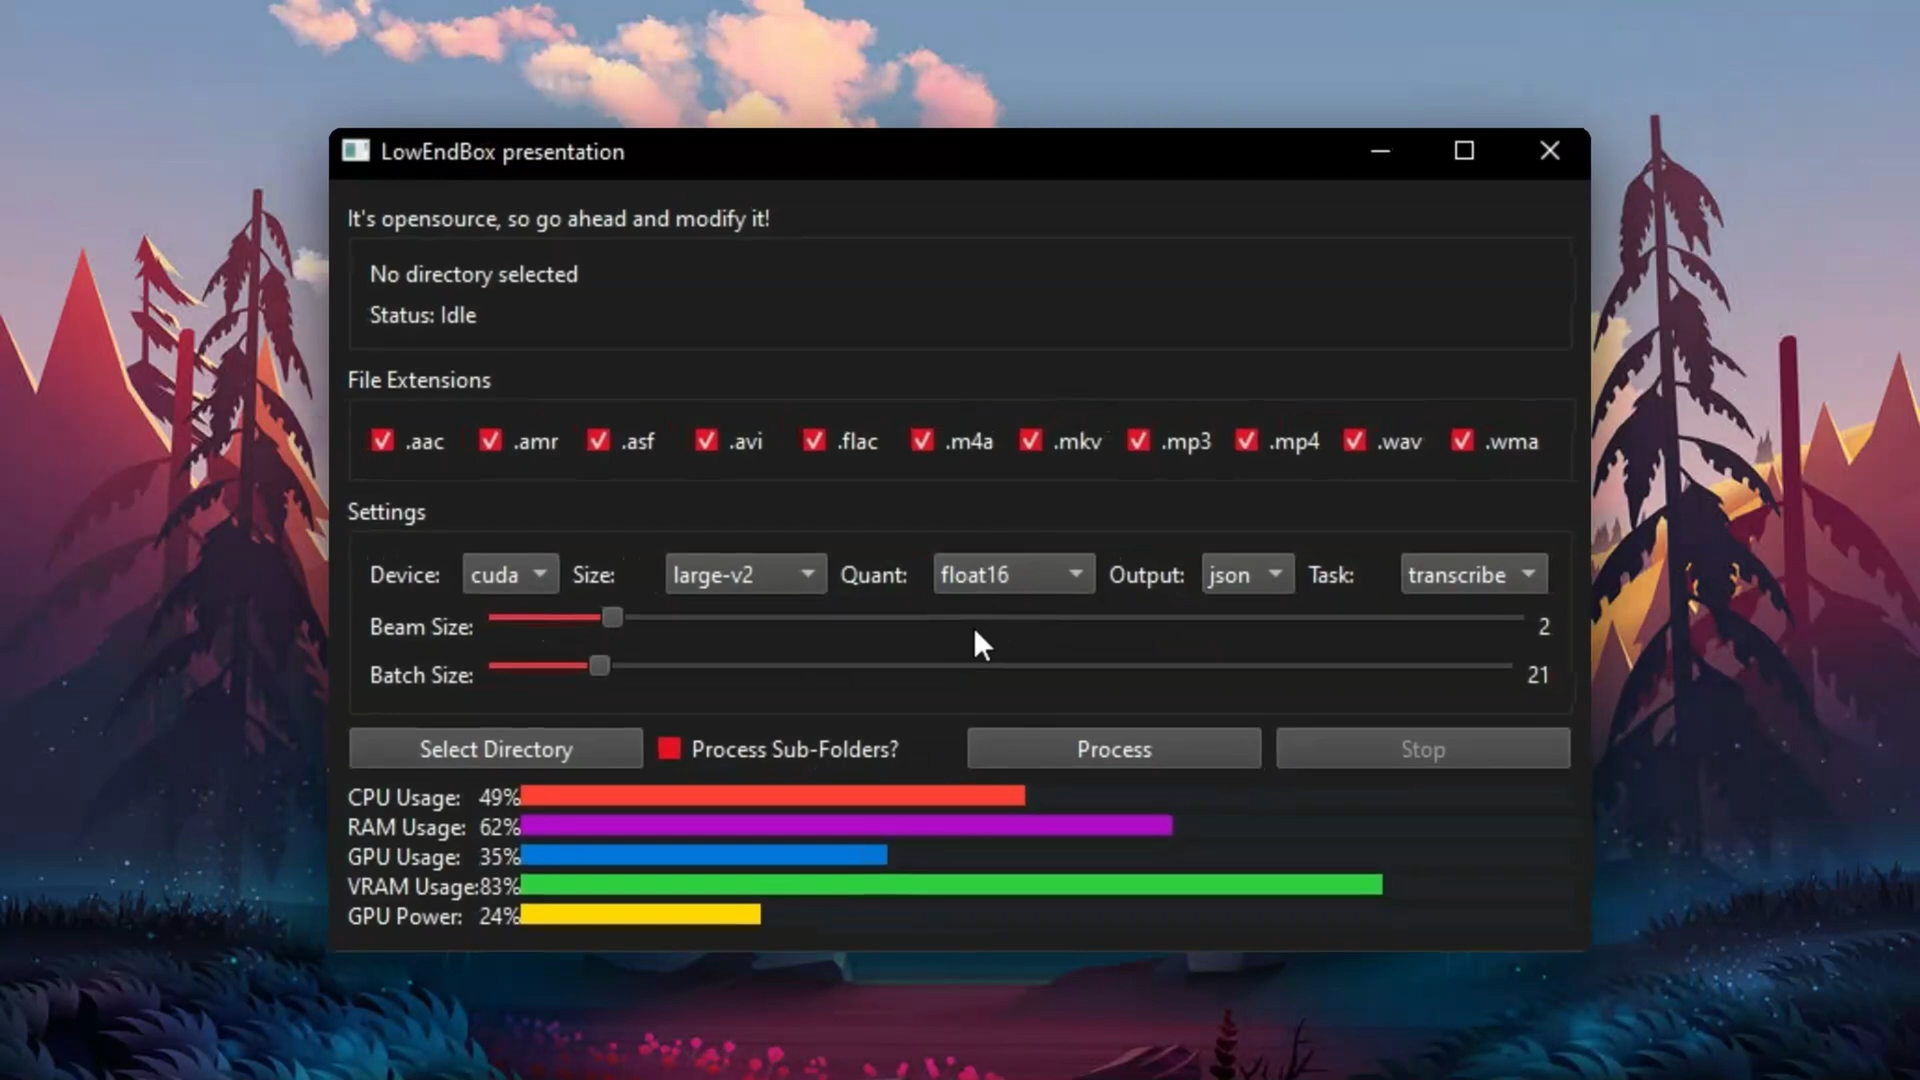 LowEndBox presentation
It's opensource, so go ahead and modify it!
No directory selected
Status: Idle
File Extensions
.aac .amr .asf .avi .flac .m4a .mkv .mp3 .mp4 .wav .wma
Settings
Device: cuda Size: large-v2 Quant: float16 Output: json Task: transcribe
Beam Size: 2
Batch Size: 21
Select Directory Process Sub-Folders? Process Stop
CPU Usage: 49%
RAM Usage: 62%
GPU Usage: 35%
VRAM Usage:83%
GPU Power: 24%